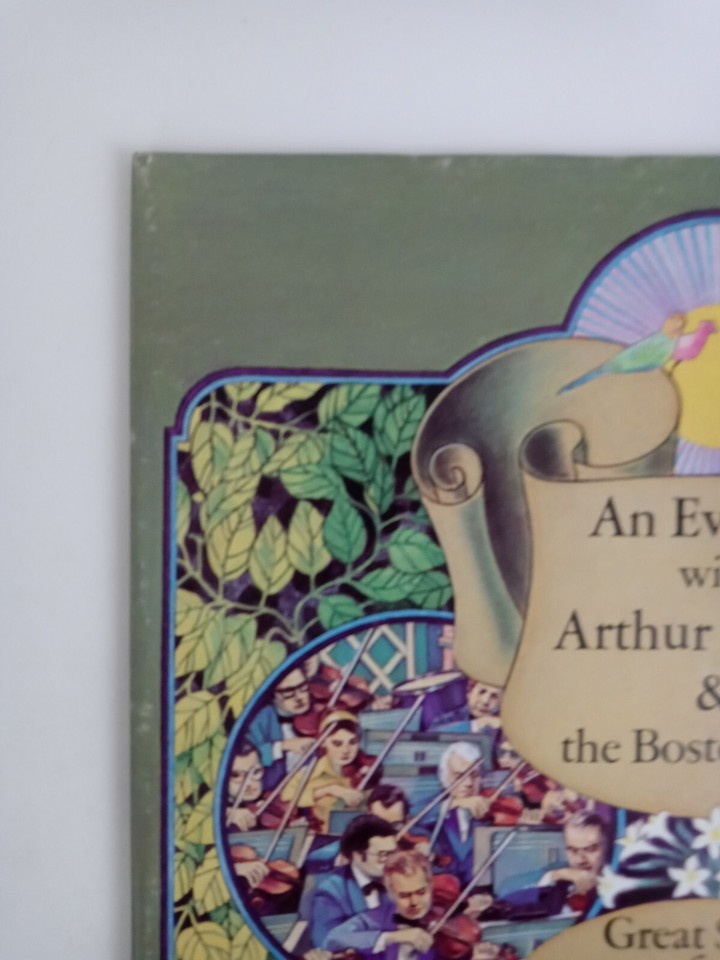 An Ev
wi
Arthur
&
the Bost
Great S